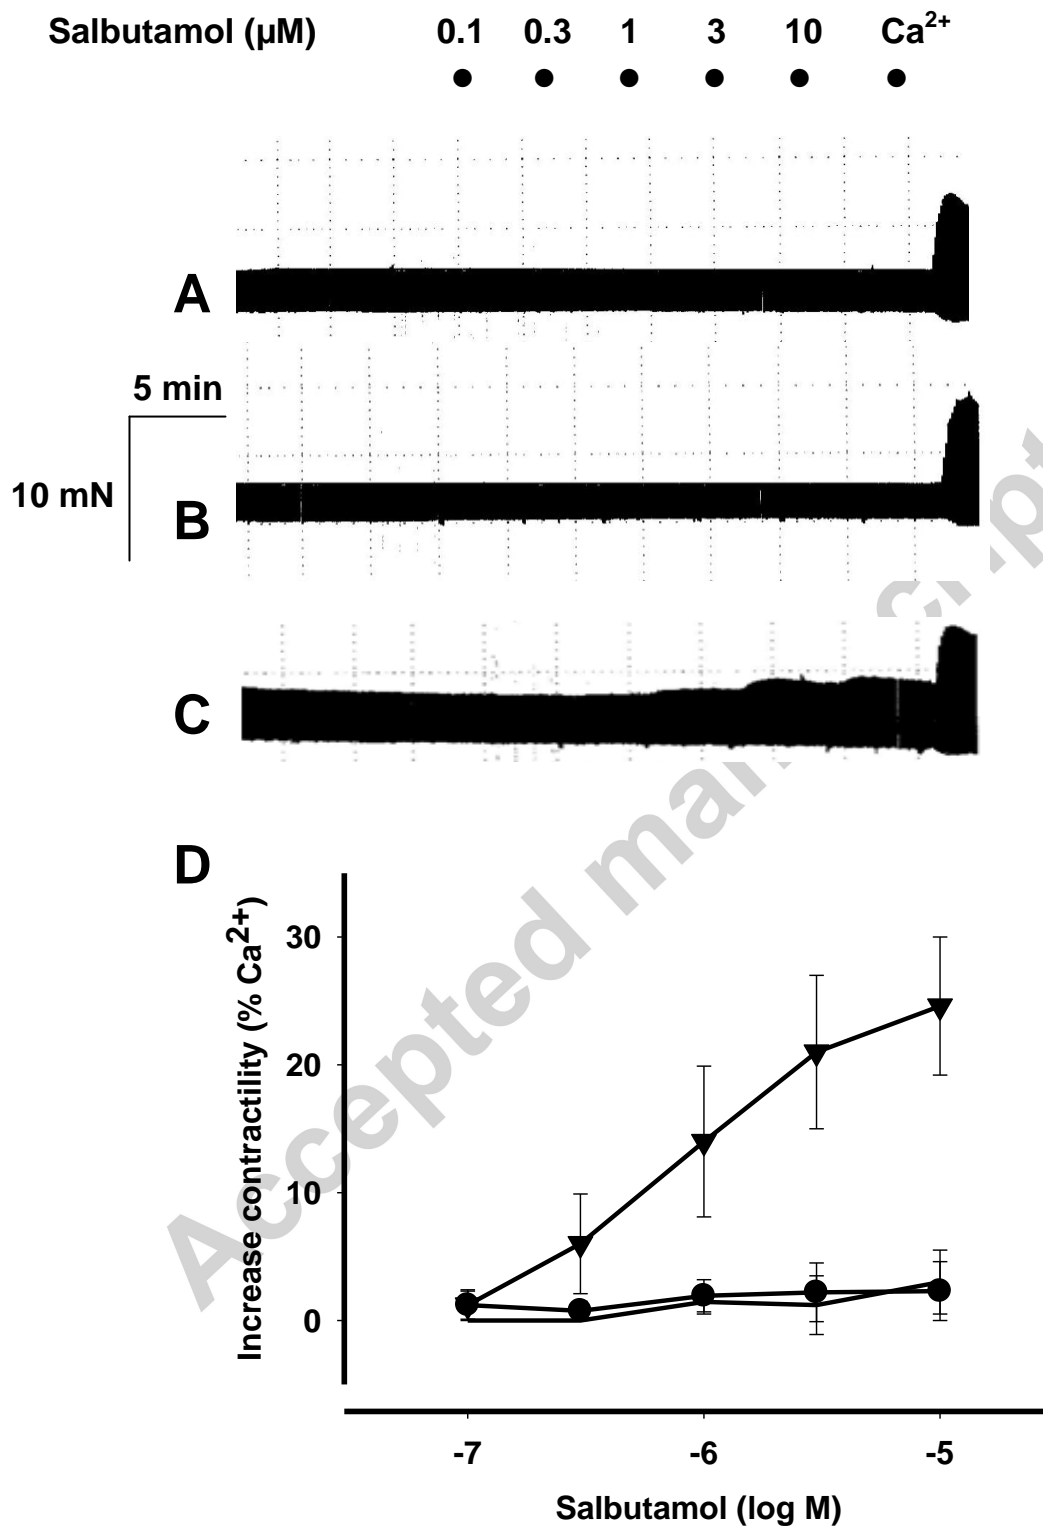 Salbutamol (µM) 0.1 0.3 1 3 10 Ca²⁺
A
5 min
10 mN
B
C
D
Increase contractility (% Ca²⁺)
30
20
10
0
-7 -6 -5
Salbutamol (log M)
Accepted manuscript